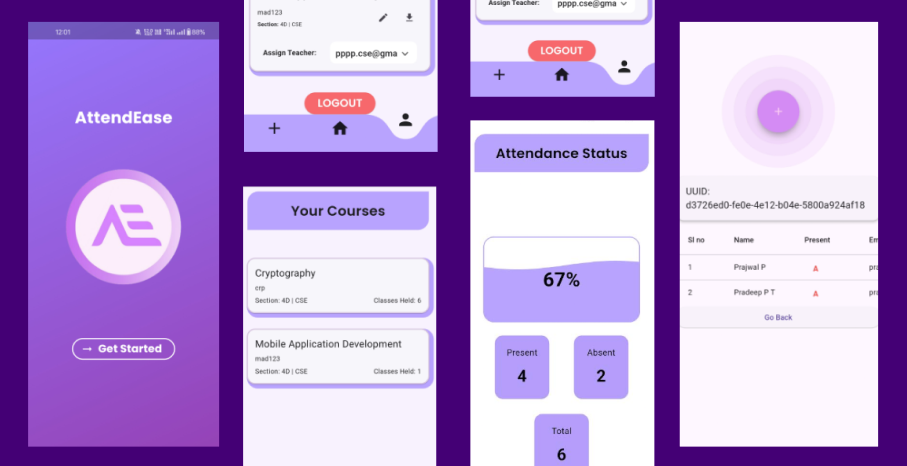 12:01
88%
AttendEase
AE
→ Get Started
mad123
Section: 4D | CSE
Assign Teacher:
pppp.cse@gma
LOGOUT
Your Courses
Cryptography
crp
Section: 4D | CSE
Classes Held: 6
Mobile Application Development
mad123
Section: 4D | CSE
Classes Held: 1
Assign Teacher:
pppp.cse@gma
LOGOUT
Attendance Status
67%
Present
4
Absent
2
Total
6
+
UUID:
d3726ed0-fe0e-4e12-b04e-5800a924af18
Sl no Name Present Em
1 Prajwal P A pra
2 Pradeep P T A pra
Go Back